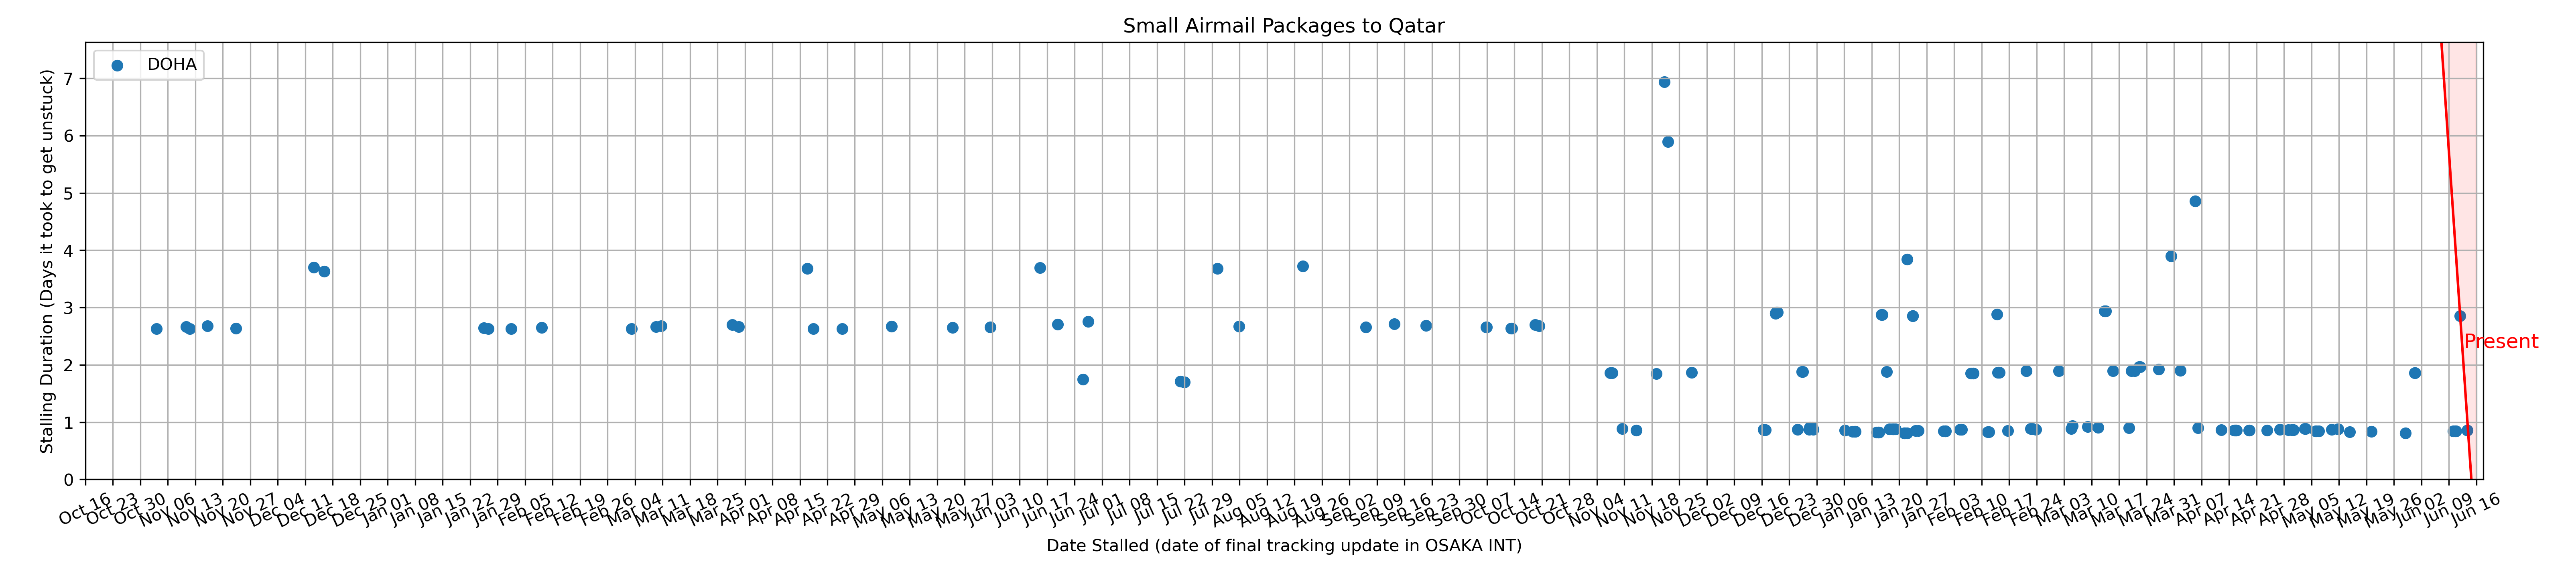 Small Airmail Packages to Qatar
DOHA
Stalling Duration (Days it took to get unstuck)
7
6
5
4
3
2
1
0
Present
Oct 16
Oct 23
Oct 30
Nov 06
Nov 13
Nov 20
Nov 27
Dec 04
Dec 11
Dec 18
Dec 25
Jan 01
Jan 08
Jan 15
Jan 22
Jan 29
Feb 05
Feb 12
Feb 19
Feb 26
Mar 04
Mar 11
Mar 18
Mar 25
Apr 01
Apr 08
Apr 15
Apr 22
Apr 29
May 06
May 13
May 20
May 27
Jun 03
Jun 10
Jun 17
Jun 24
Jul 01
Jul 08
Jul 15
Jul 22
Jul 29
Aug 05
Aug 12
Aug 19
Aug 26
Sep 02
Sep 09
Sep 16
Sep 23
Sep 30
Oct 07
Oct 14
Oct 21
Oct 28
Nov 04
Nov 11
Nov 18
Nov 25
Dec 02
Dec 09
Dec 16
Dec 23
Dec 30
Jan 06
Jan 13
Jan 20
Jan 27
Feb 03
Feb 10
Feb 17
Feb 24
Mar 03
Mar 10
Mar 17
Mar 24
Mar 31
Apr 07
Apr 14
Apr 21
Apr 28
May 05
May 12
May 19
May 26
Jun 02
Jun 09
Jun 16
Date Stalled (date of final tracking update in OSAKA INT)